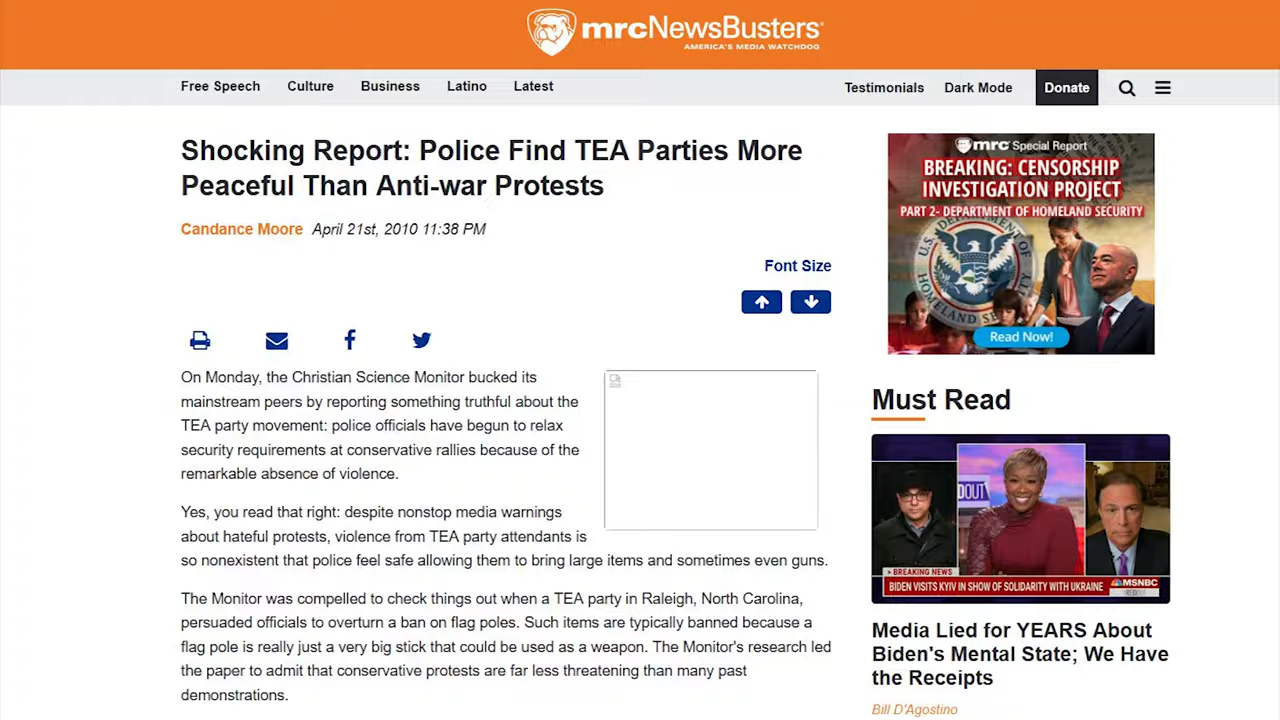 mrcNewsBusters®
AMERICA'S MEDIA WATCHDOG
Free Speech Culture Business Latino Latest Testimonials Dark Mode Donate
Shocking Report: Police Find TEA Parties More
Peaceful Than Anti-war Protests
Candance Moore April 21st, 2010 11:38 PM
Font Size
On Monday, the Christian Science Monitor bucked its
mainstream peers by reporting something truthful about the
TEA party movement: police officials have begun to relax
security requirements at conservative rallies because of the
remarkable absence of violence.
Yes, you read that right: despite nonstop media warnings
about hateful protests, violence from TEA party attendants is
so nonexistent that police feel safe allowing them to bring large items and sometimes even guns.
The Monitor was compelled to check things out when a TEA party in Raleigh, North Carolina,
persuaded officials to overturn a ban on flag poles. Such items are typically banned because a
flag pole is really just a very big stick that could be used as a weapon. The Monitor's research led
the paper to admit that conservative protests are far less threatening than many past
demonstrations.
mrc Special Report
BREAKING: CENSORSHIP
INVESTIGATION PROJECT
PART 2- DEPARTMENT OF HOMELAND SECURITY
U.S. DEPARTMENT OF
HOMELAND SECURITY
Read Now!
Must Read
> BREAKING NEWS
BIDEN VISITS KYIV IN SHOW OF SOLIDARITY WITH UKRAINE
MSNBC
Media Lied for YEARS About
Biden's Mental State; We Have
the Receipts
Bill D'Agostino